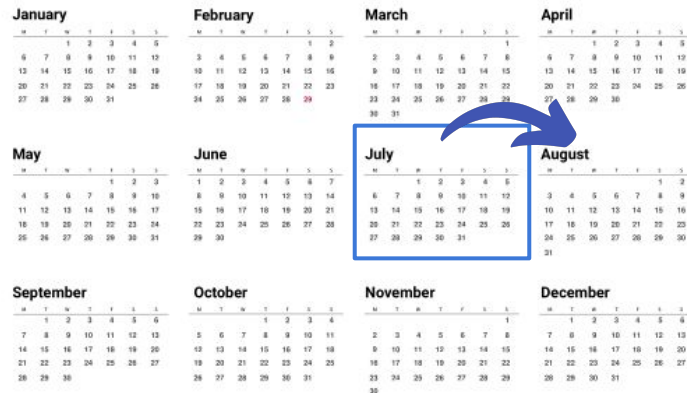 January
M T W T F S S
1 2 3 4 5
6 7 8 9 10 11 12
13 14 15 16 17 18 19
20 21 22 23 24 25 26
27 28 29 30 31
February
M T W T F S S
1 2
3 4 5 6 7 8 9
10 11 12 13 14 15 16
17 18 19 20 21 22 23
24 25 26 27 28 29
March
M T W T F S S
1
2 3 4 5 6 7 8
9 10 11 12 13 14 15
16 17 18 19 20 21 22
23 24 25 26 27 28 29
30 31
April
M T W T F S S
1 2 3 4 5
6 7 8 9 10 11 12
13 14 15 16 17 18 19
20 21 22 23 24 25 26
27 28 29 30
May
M T W T F S S
1 2 3
4 5 6 7 8 9 10
11 12 13 14 15 16 17
18 19 20 21 22 23 24
25 26 27 28 29 30 31
June
M T W T F S S
1 2 3 4 5 6 7
8 9 10 11 12 13 14
15 16 17 18 19 20 21
22 23 24 25 26 27 28
29 30
July
M T W T F S S
1 2 3 4 5
6 7 8 9 10 11 12
13 14 15 16 17 18 19
20 21 22 23 24 25 26
27 28 29 30 31
August
M T W T F S S
1 2
3 4 5 6 7 8 9
10 11 12 13 14 15 16
17 18 19 20 21 22 23
24 25 26 27 28 29 30
31
September
M T W T F S S
1 2 3 4 5 6
7 8 9 10 11 12 13
14 15 16 17 18 19 20
21 22 23 24 25 26 27
28 29 30
October
M T W T F S S
1 2 3 4
5 6 7 8 9 10 11
12 13 14 15 16 17 18
19 20 21 22 23 24 25
26 27 28 29 30 31
November
M T W T F S S
1
2 3 4 5 6 7 8
9 10 11 12 13 14 15
16 17 18 19 20 21 22
23 24 25 26 27 28 29
30
December
M T W T F S S
1 2 3 4 5 6
7 8 9 10 11 12 13
14 15 16 17 18 19 20
21 22 23 24 25 26 27
28 29 30 31